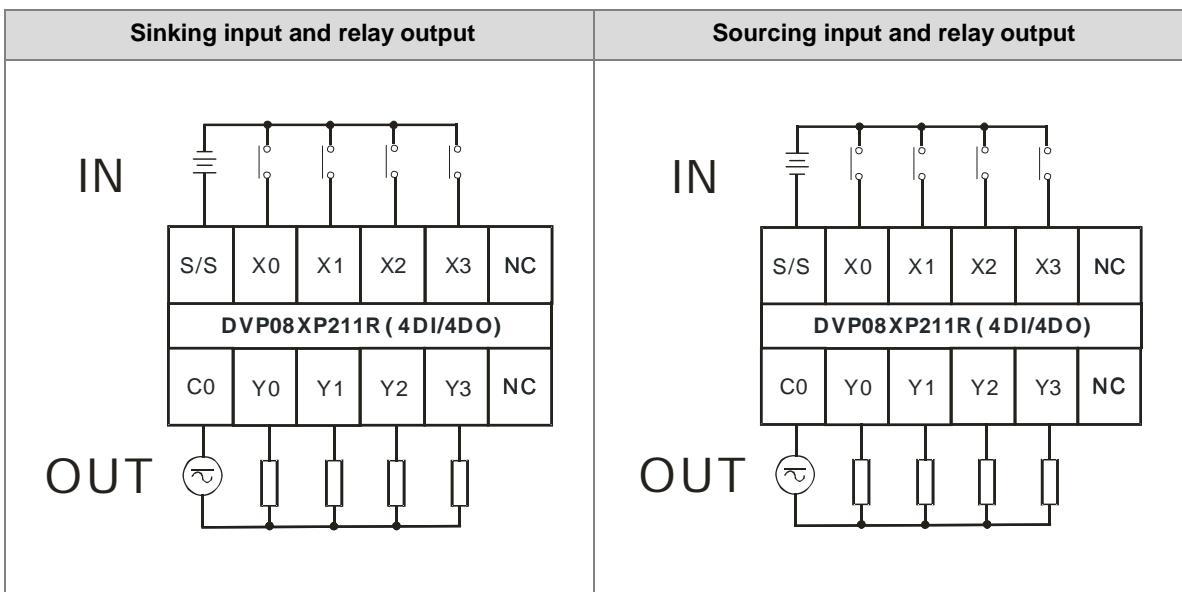 Sinking input and relay output
Sourcing input and relay output
IN
S/S X0 X1 X2 X3 NC
DVP08XP211R (4DI/4DO)
C0 Y0 Y1 Y2 Y3 NC
OUT
IN
S/S X0 X1 X2 X3 NC
DVP08XP211R (4DI/4DO)
C0 Y0 Y1 Y2 Y3 NC
OUT